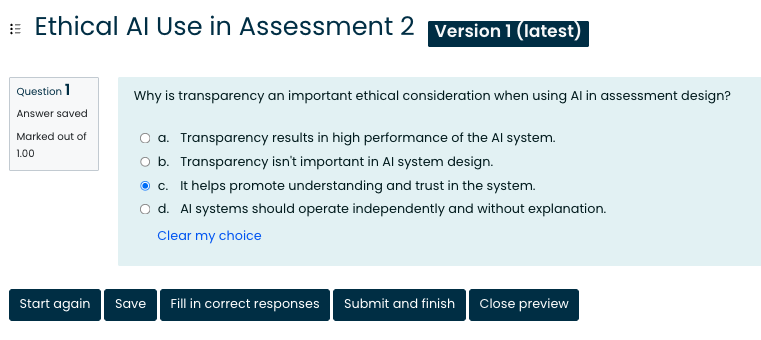 Ethical AI Use in Assessment 2 Version 1 (latest)
Question 1
Answer saved
Marked out of
1.00
Why is transparency an important ethical consideration when using AI in assessment design?
a. Transparency results in high performance of the AI system.
b. Transparency isn't important in AI system design.
c. It helps promote understanding and trust in the system.
d. AI systems should operate independently and without explanation.
Clear my choice
Start again Save Fill in correct responses Submit and finish Close preview